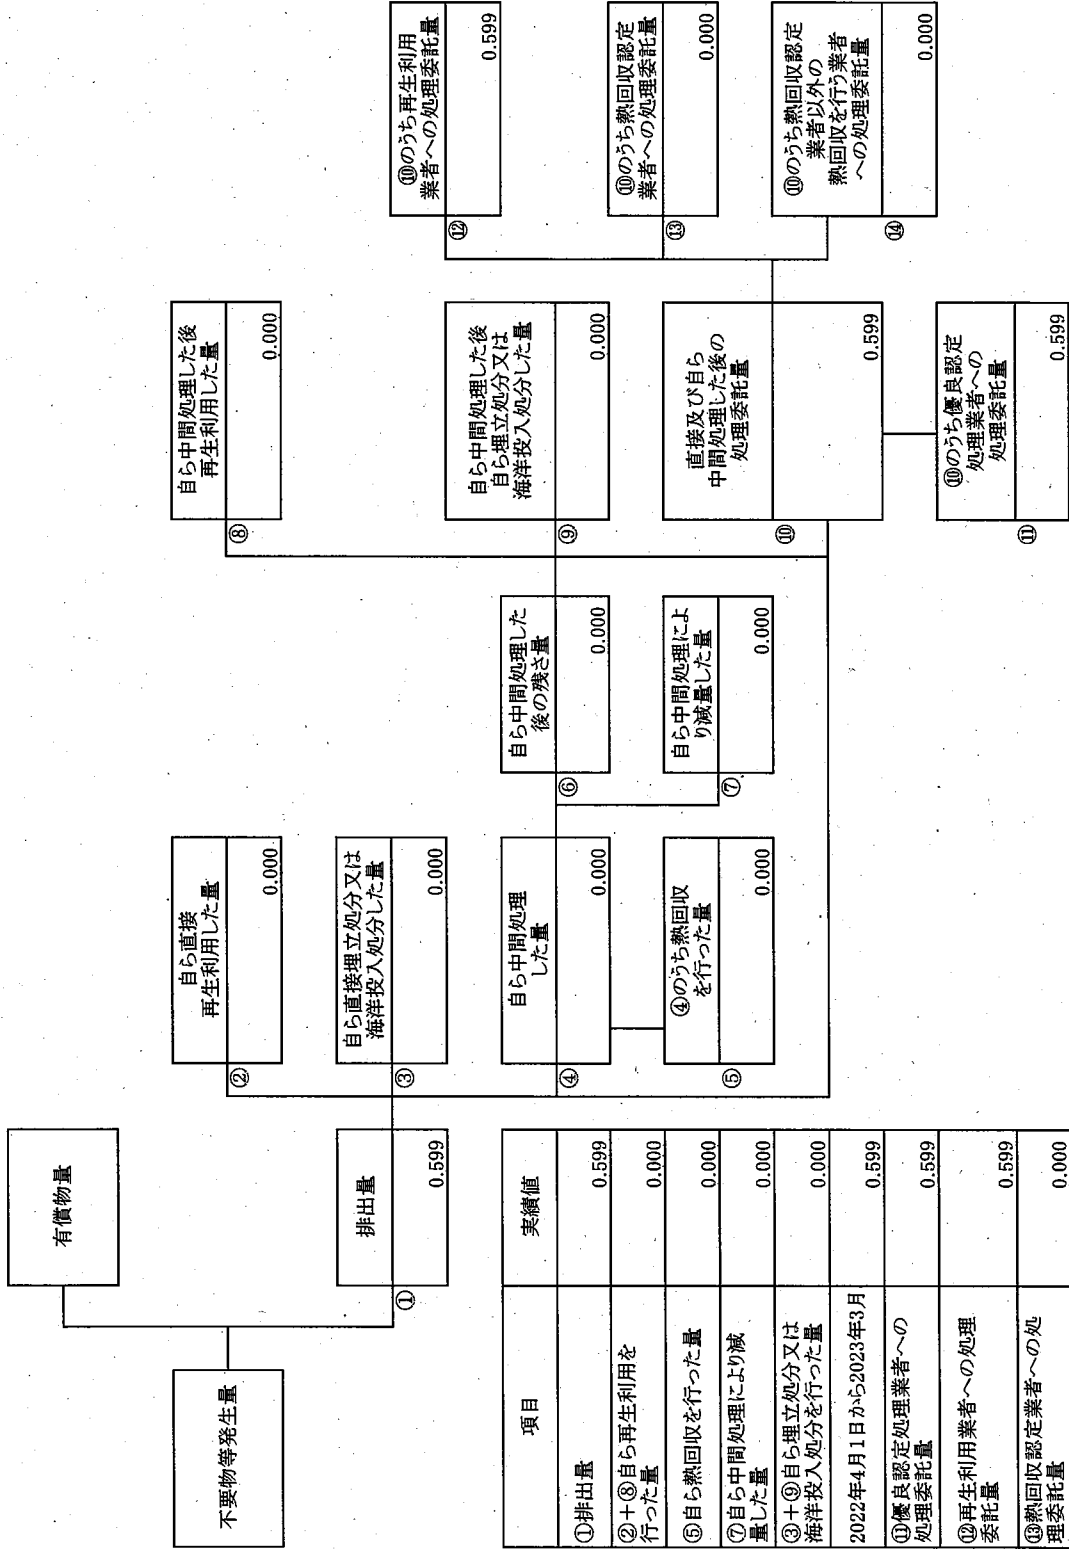 有償物量
不要物等発生量
排出量
①
0.599
自ら直接
再生利用した量
②
0.000
自ら直接埋立処分又は
海洋投入処分した量
③
0.000
自ら中間処理
した量
④
0.000
④のうち熱回収
を行った量
⑤
0.000
自ら中間処理した
後の残さ量
⑥
0.000
自ら中間処理によ
り減量した量
⑦
0.000
自ら中間処理した後
再生利用した量
⑧
0.000
自ら中間処理した後
自ら埋立処分又は
海洋投入処分した量
⑨
0.000
直接及び自ら
中間処理した後の
処理委託量
⑩
0.599
⑩のうち優良認定
処理業者への
処理委託量
⑪
0.599
⑩のうち再生利用
業者への処理委託量
⑫
0.599
⑩のうち熱回収認定
業者への処理委託量
⑬
0.000
⑩のうち熱回収認定
業者以外の
熱回収を行う業者
への処理委託量
⑭
0.000
項目 実績値
①排出量 0.599
②+⑧自ら再生利用を
行った量 0.000
⑤自ら熱回収を行った量 0.000
⑦自ら中間処理により減
量した量 0.000
③+⑨自ら埋立処分又は
海洋投入処分を行った量 0.000
2022年4月1日から2023年3月 0.599
⑪優良認定処理業者への
処理委託量 0.599
⑫再生利用業者への処理
委託量 0.599
⑬熱回収認定業者への処
理委託量 0.000